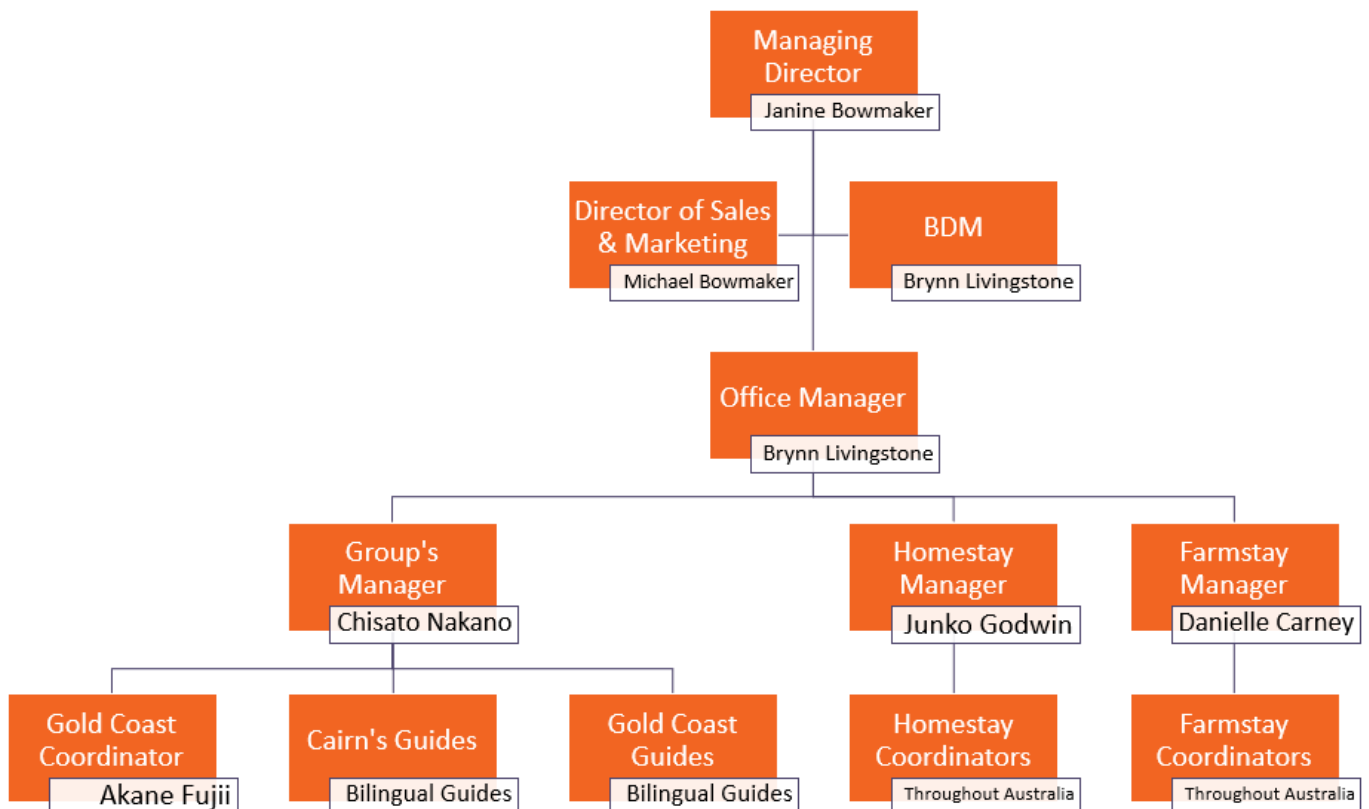 Managing
Director
Janine Bowmaker
Director of Sales
& Marketing
Michael Bowmaker
BDM
Brynn Livingstone
Office Manager
Brynn Livingstone
Group's
Manager
Chisato Nakano
Homestay
Manager
Junko Godwin
Farmstay
Manager
Danielle Carney
Gold Coast
Coordinator
Akane Fujii
Cairn's Guides
Bilingual Guides
Gold Coast
Guides
Bilingual Guides
Homestay
Coordinators
Throughout Australia
Farmstay
Coordinators
Throughout Australia